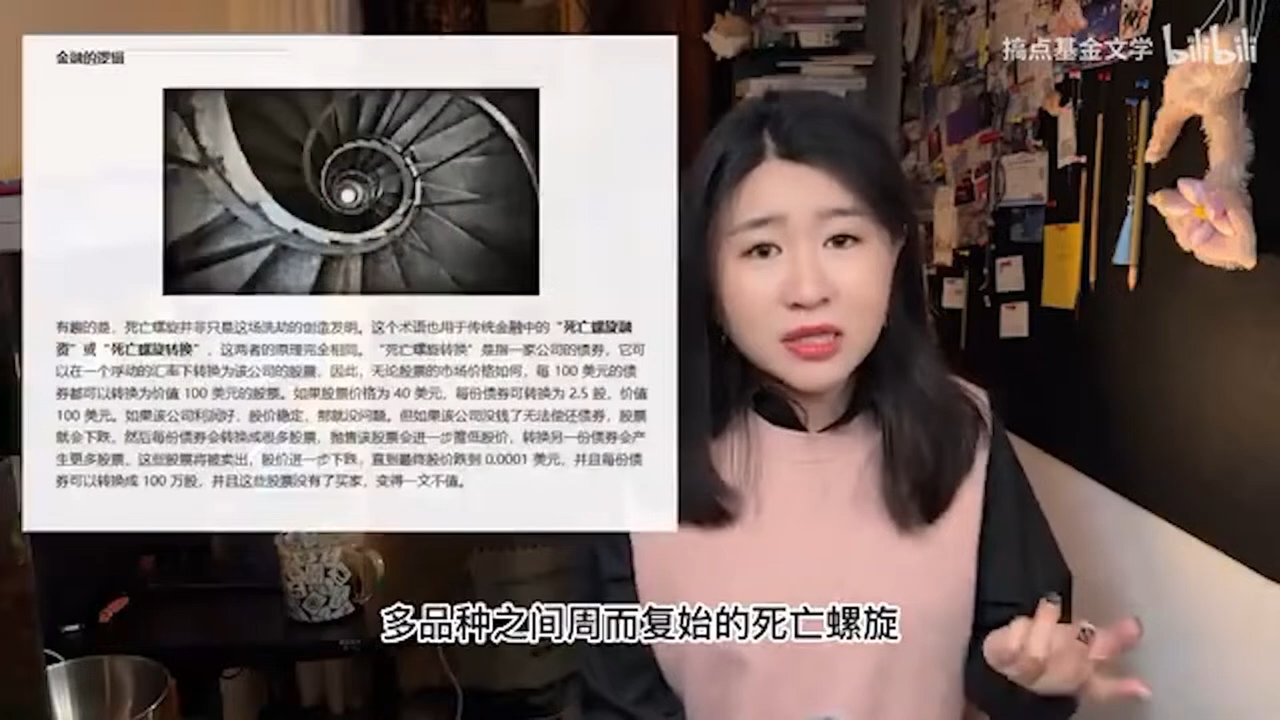 金融的逻辑
搞点基金文学 bilibili
有趣的是，死亡螺旋并非只是这场洗劫的创造发明。这个术语也用于传统金融中的“死亡螺旋融
资”或“死亡螺旋转换”，这两者的原理完全相同。“死亡螺旋转换”是指一家公司的债券，它可
以在一个浮动的汇率下转换为该公司的股票，因此，无论股票的市场价格如何，每 100 美元的债
券都可以转换为价值 100 美元的股票。如果股票价格为 40 美元，每份债券可转换为 2.5 股，价值
100 美元。如果该公司利润好，股价稳定，那就没问题。但如果该公司没钱了无法偿还债券，股票
就会下跌，然后每份债券会转换成很多股票，抛售该股票会进一步压低股价，转换另一份债券会产
生更多股票，这些股票将被卖出，股价进一步下跌，直到最终股价跌到 0.0001 美元，并且每份债
券可以转换成 100 万股，并且这些股票没有了买家，变得一文不值。
多品种之间周而复始的死亡螺旋